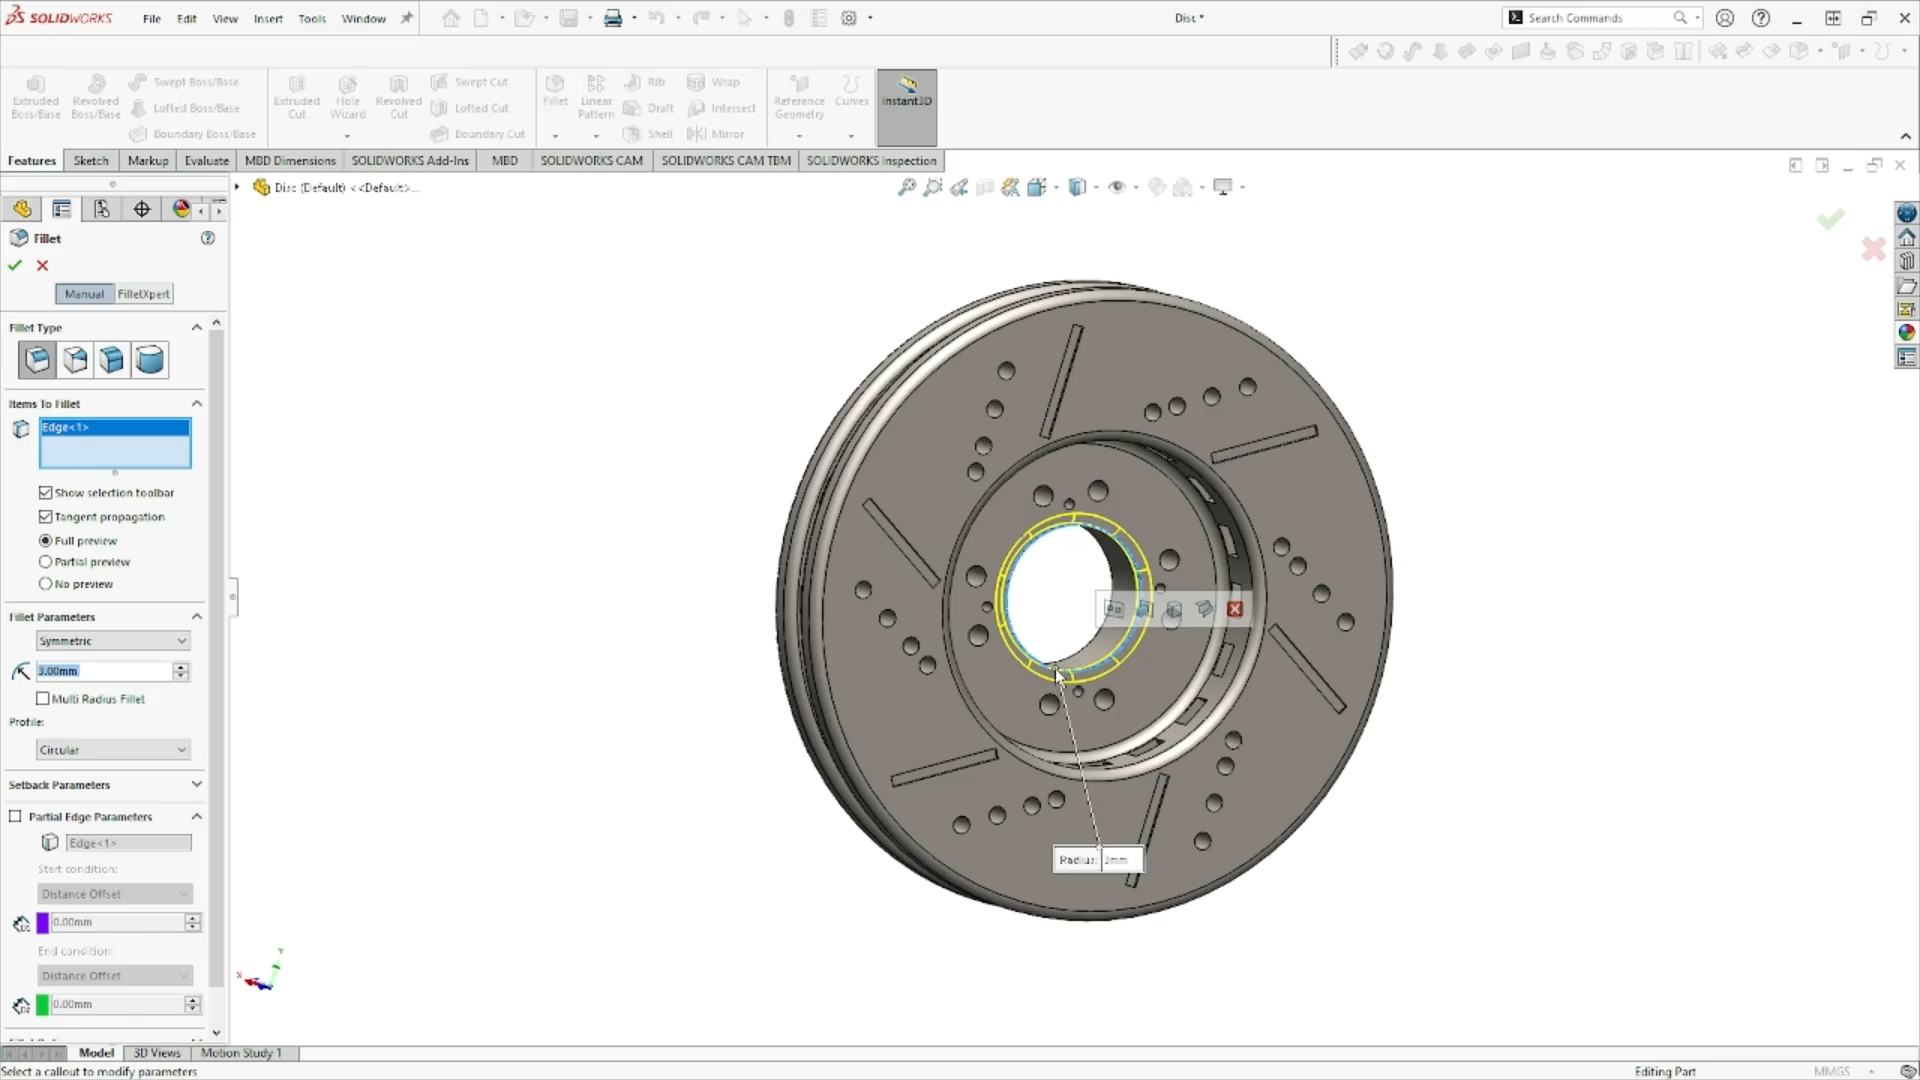 SOLIDWORKS File Edit View Insert Tools Window Disc * Search Commands
Extruded Boss/Base Revolved Boss/Base Swept Boss/Base Lofted Boss/Base Boundary Boss/Base Extruded Cut Hole Wizard Revolved Cut Swept Cut Lofted Cut Boundary Cut Fillet Linear Pattern Rib Draft Shell Wrap Intersect Mirror Reference Geometry Curves Instant3D
Features Sketch Markup Evaluate MBD Dimensions SOLIDWORKS Add-Ins MBD SOLIDWORKS CAM SOLIDWORKS CAM TBM SOLIDWORKS Inspection
Disc (Default) <<Default>...
Fillet
Manual FilletXpert
Fillet Type
Items To Fillet
Edge<1>
Show selection toolbar
Tangent propagation
Full preview
Partial preview
No preview
Fillet Parameters
Symmetric
3.00mm
Multi Radius Fillet
Profile:
Circular
Setback Parameters
Partial Edge Parameters
Edge<1>
Start condition:
Distance Offset
0.00mm
End condition:
Distance Offset
0.00mm
Radius: 3mm
Y
X
Model 3D Views Motion Study 1
Select a callout to modify parameters Editing Part MMGS